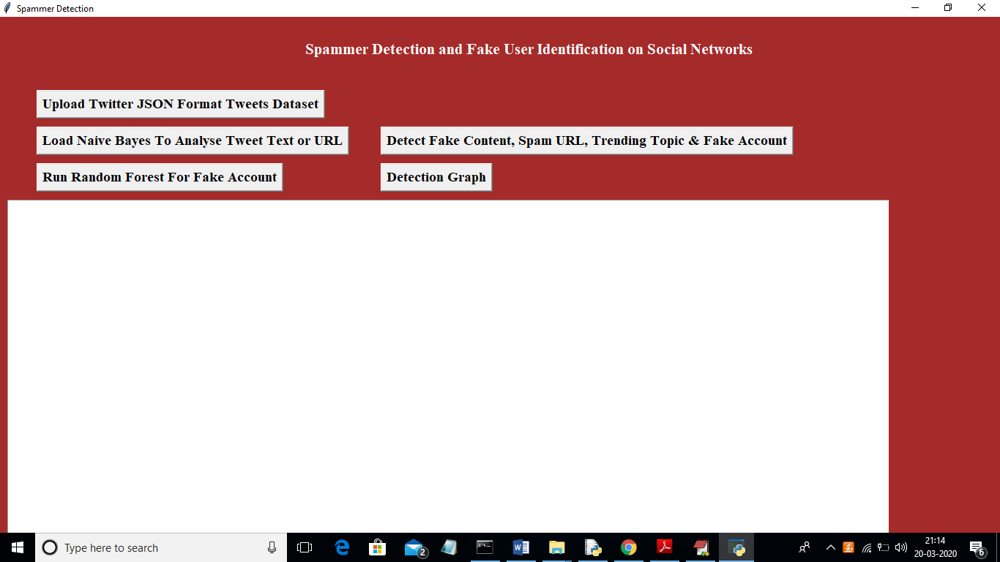 Spammer Detection
Spammer Detection and Fake User Identification on Social Networks
Upload Twitter JSON Format Tweets Dataset
Load Naive Bayes To Analyse Tweet Text or URL
Detect Fake Content, Spam URL, Trending Topic & Fake Account
Run Random Forest For Fake Account
Detection Graph
Type here to search
2
21:14
20-03-2020
6